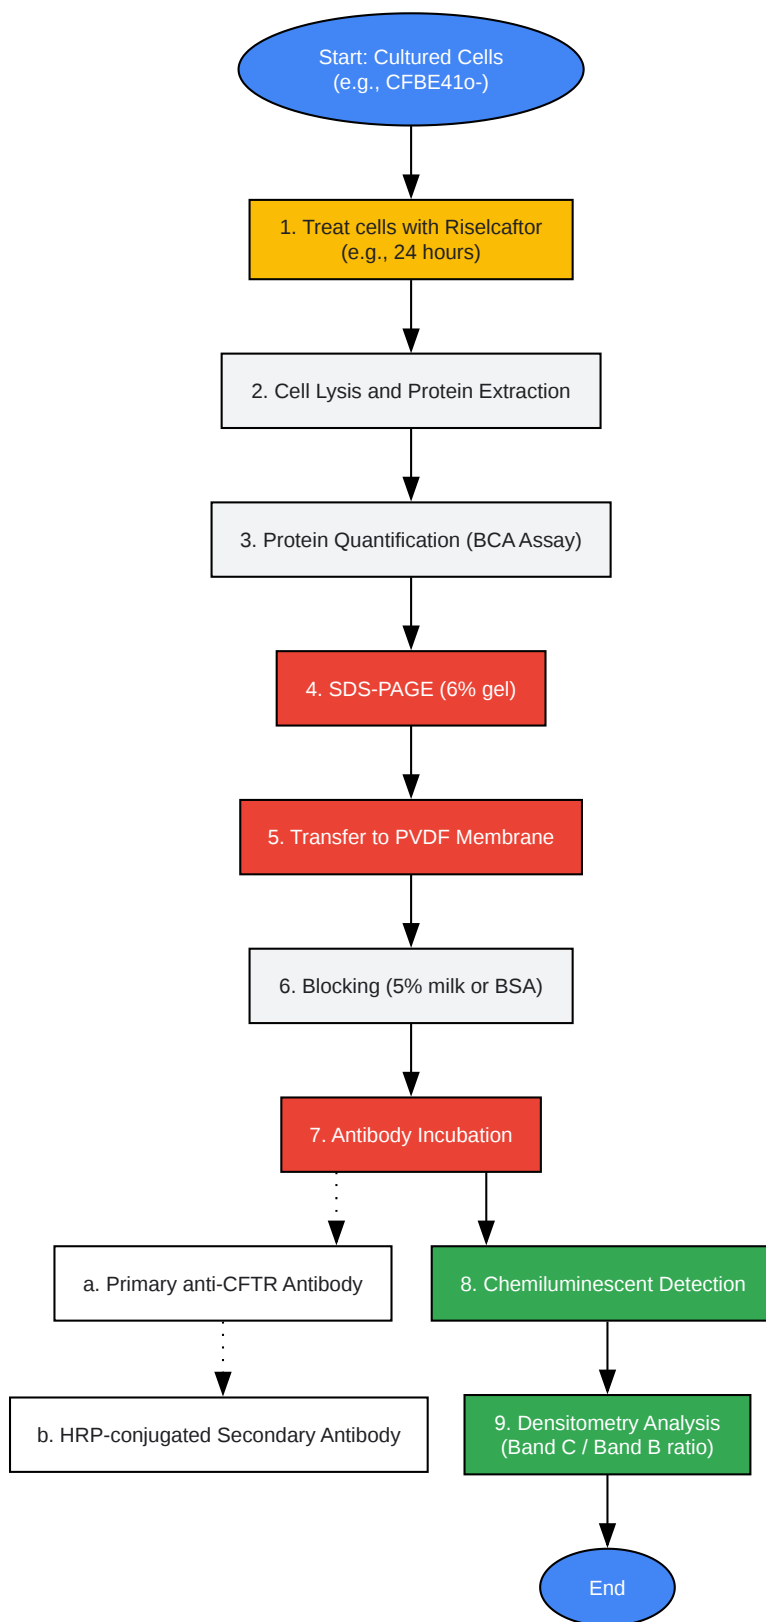 Start: Cultured Cells
(e.g., CFBE41o-)
1. Treat cells with Riselcaftor
(e.g., 24 hours)
2. Cell Lysis and Protein Extraction
3. Protein Quantification (BCA Assay)
4. SDS-PAGE (6% gel)
5. Transfer to PVDF Membrane
6. Blocking (5% milk or BSA)
7. Antibody Incubation
a. Primary anti-CFTR Antibody
b. HRP-conjugated Secondary Antibody
8. Chemiluminescent Detection
9. Densitometry Analysis
(Band C / Band B ratio)
End